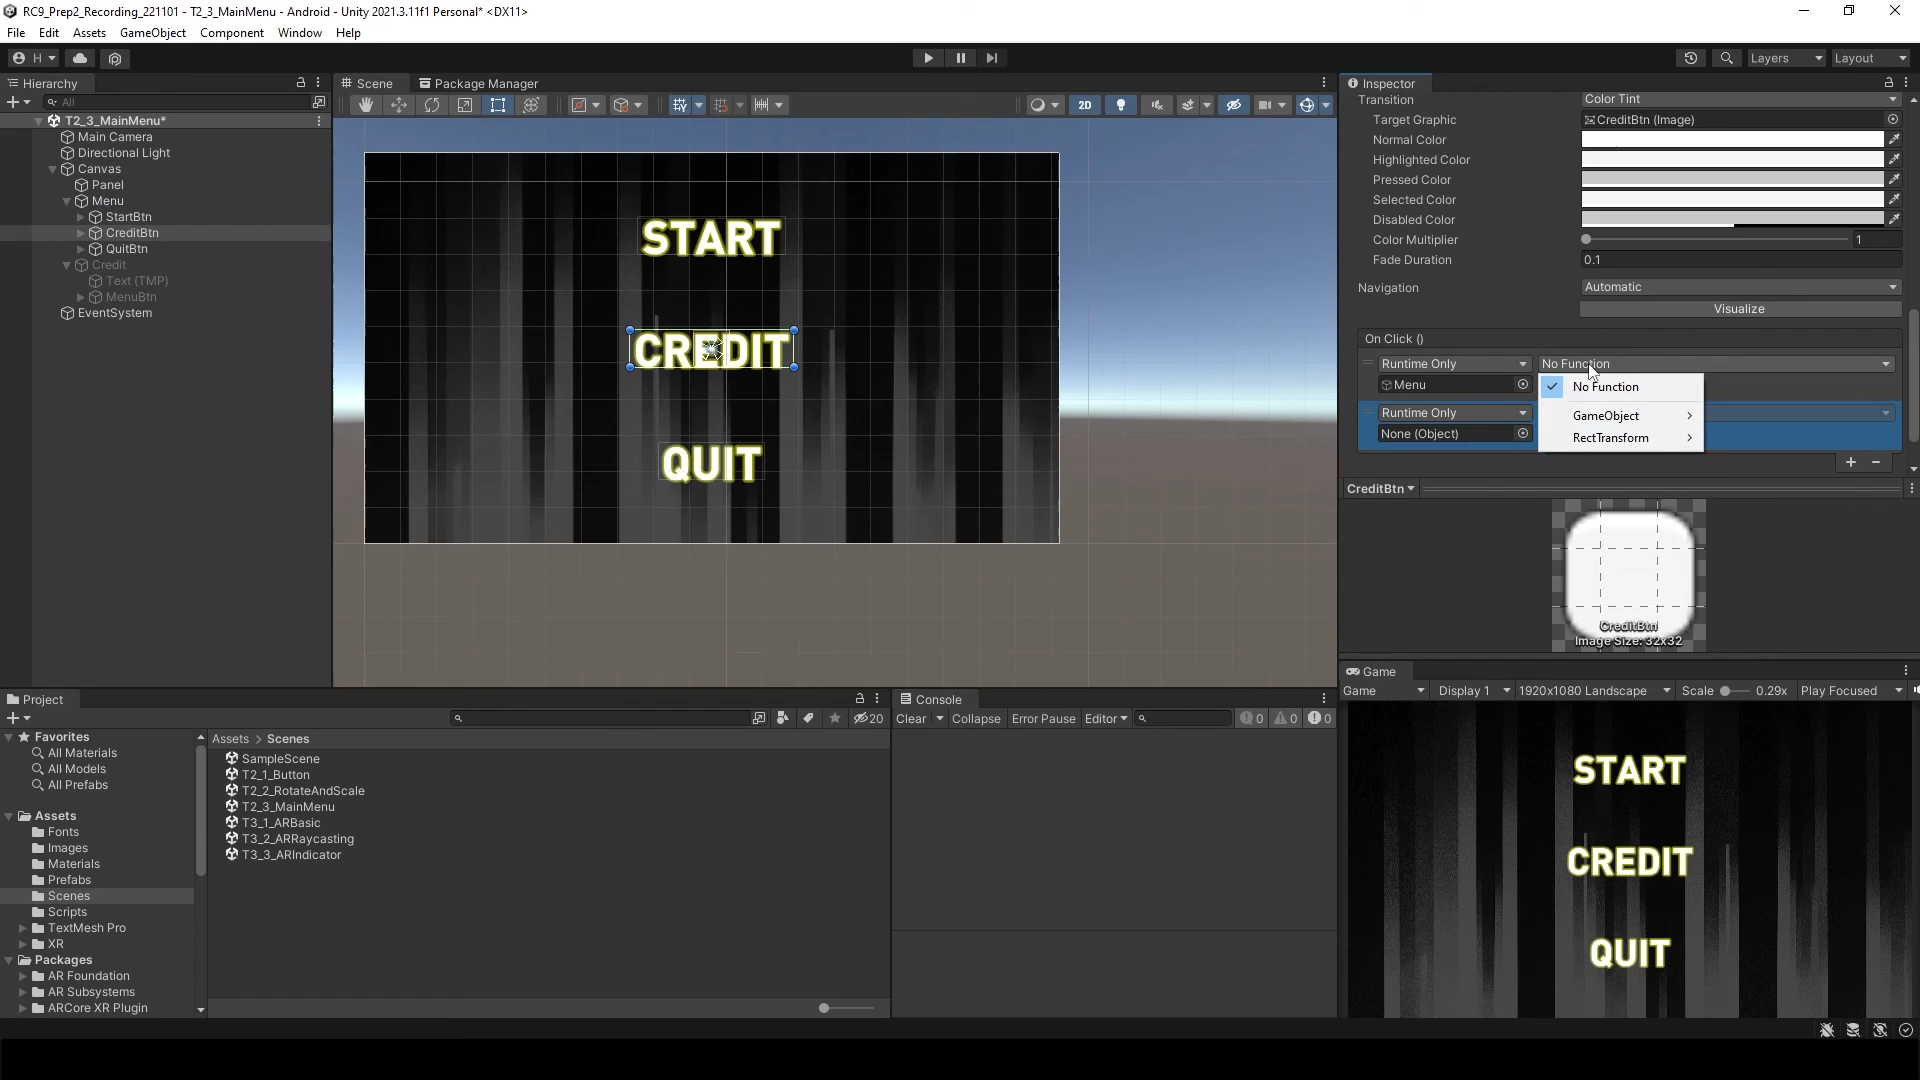 RC9_Prep2_Recording_221101 - T2_3_MainMenu - Android - Unity 2021.3.11f1 Personal* <DX11>
File Edit Assets GameObject Component Window Help
H
Layers Layout
Hierarchy
All
T2_3_MainMenu*
Main Camera
Directional Light
Canvas
Panel
Menu
StartBtn
CreditBtn
QuitBtn
Credit
Text (TMP)
MenuBtn
EventSystem
Scene Package Manager
2D
START
CREDIT
QUIT
Inspector
Transition Color Tint
Target Graphic CreditBtn (Image)
Normal Color
Highlighted Color
Pressed Color
Selected Color
Disabled Color
Color Multiplier 1
Fade Duration 0.1
Navigation Automatic
Visualize
On Click ()
Runtime Only No Function
Menu No Function
Runtime Only GameObject
None (Object) RectTransform
CreditBtn
CreditBtn
Image Size: 32x32
Game
Game Display 1 1920x1080 Landscape Scale 0.29x Play Focused
START
CREDIT
QUIT
Project
20
Favorites
All Materials
All Models
All Prefabs
Assets
Fonts
Images
Materials
Prefabs
Scenes
Scripts
TextMesh Pro
XR
Packages
AR Foundation
AR Subsystems
ARCore XR Plugin
Assets > Scenes
SampleScene
T2_1_Button
T2_2_RotateAndScale
T2_3_MainMenu
T3_1_ARBasic
T3_2_ARRaycasting
T3_3_ARIndicator
Console
Clear Collapse Error Pause Editor 0 0 0